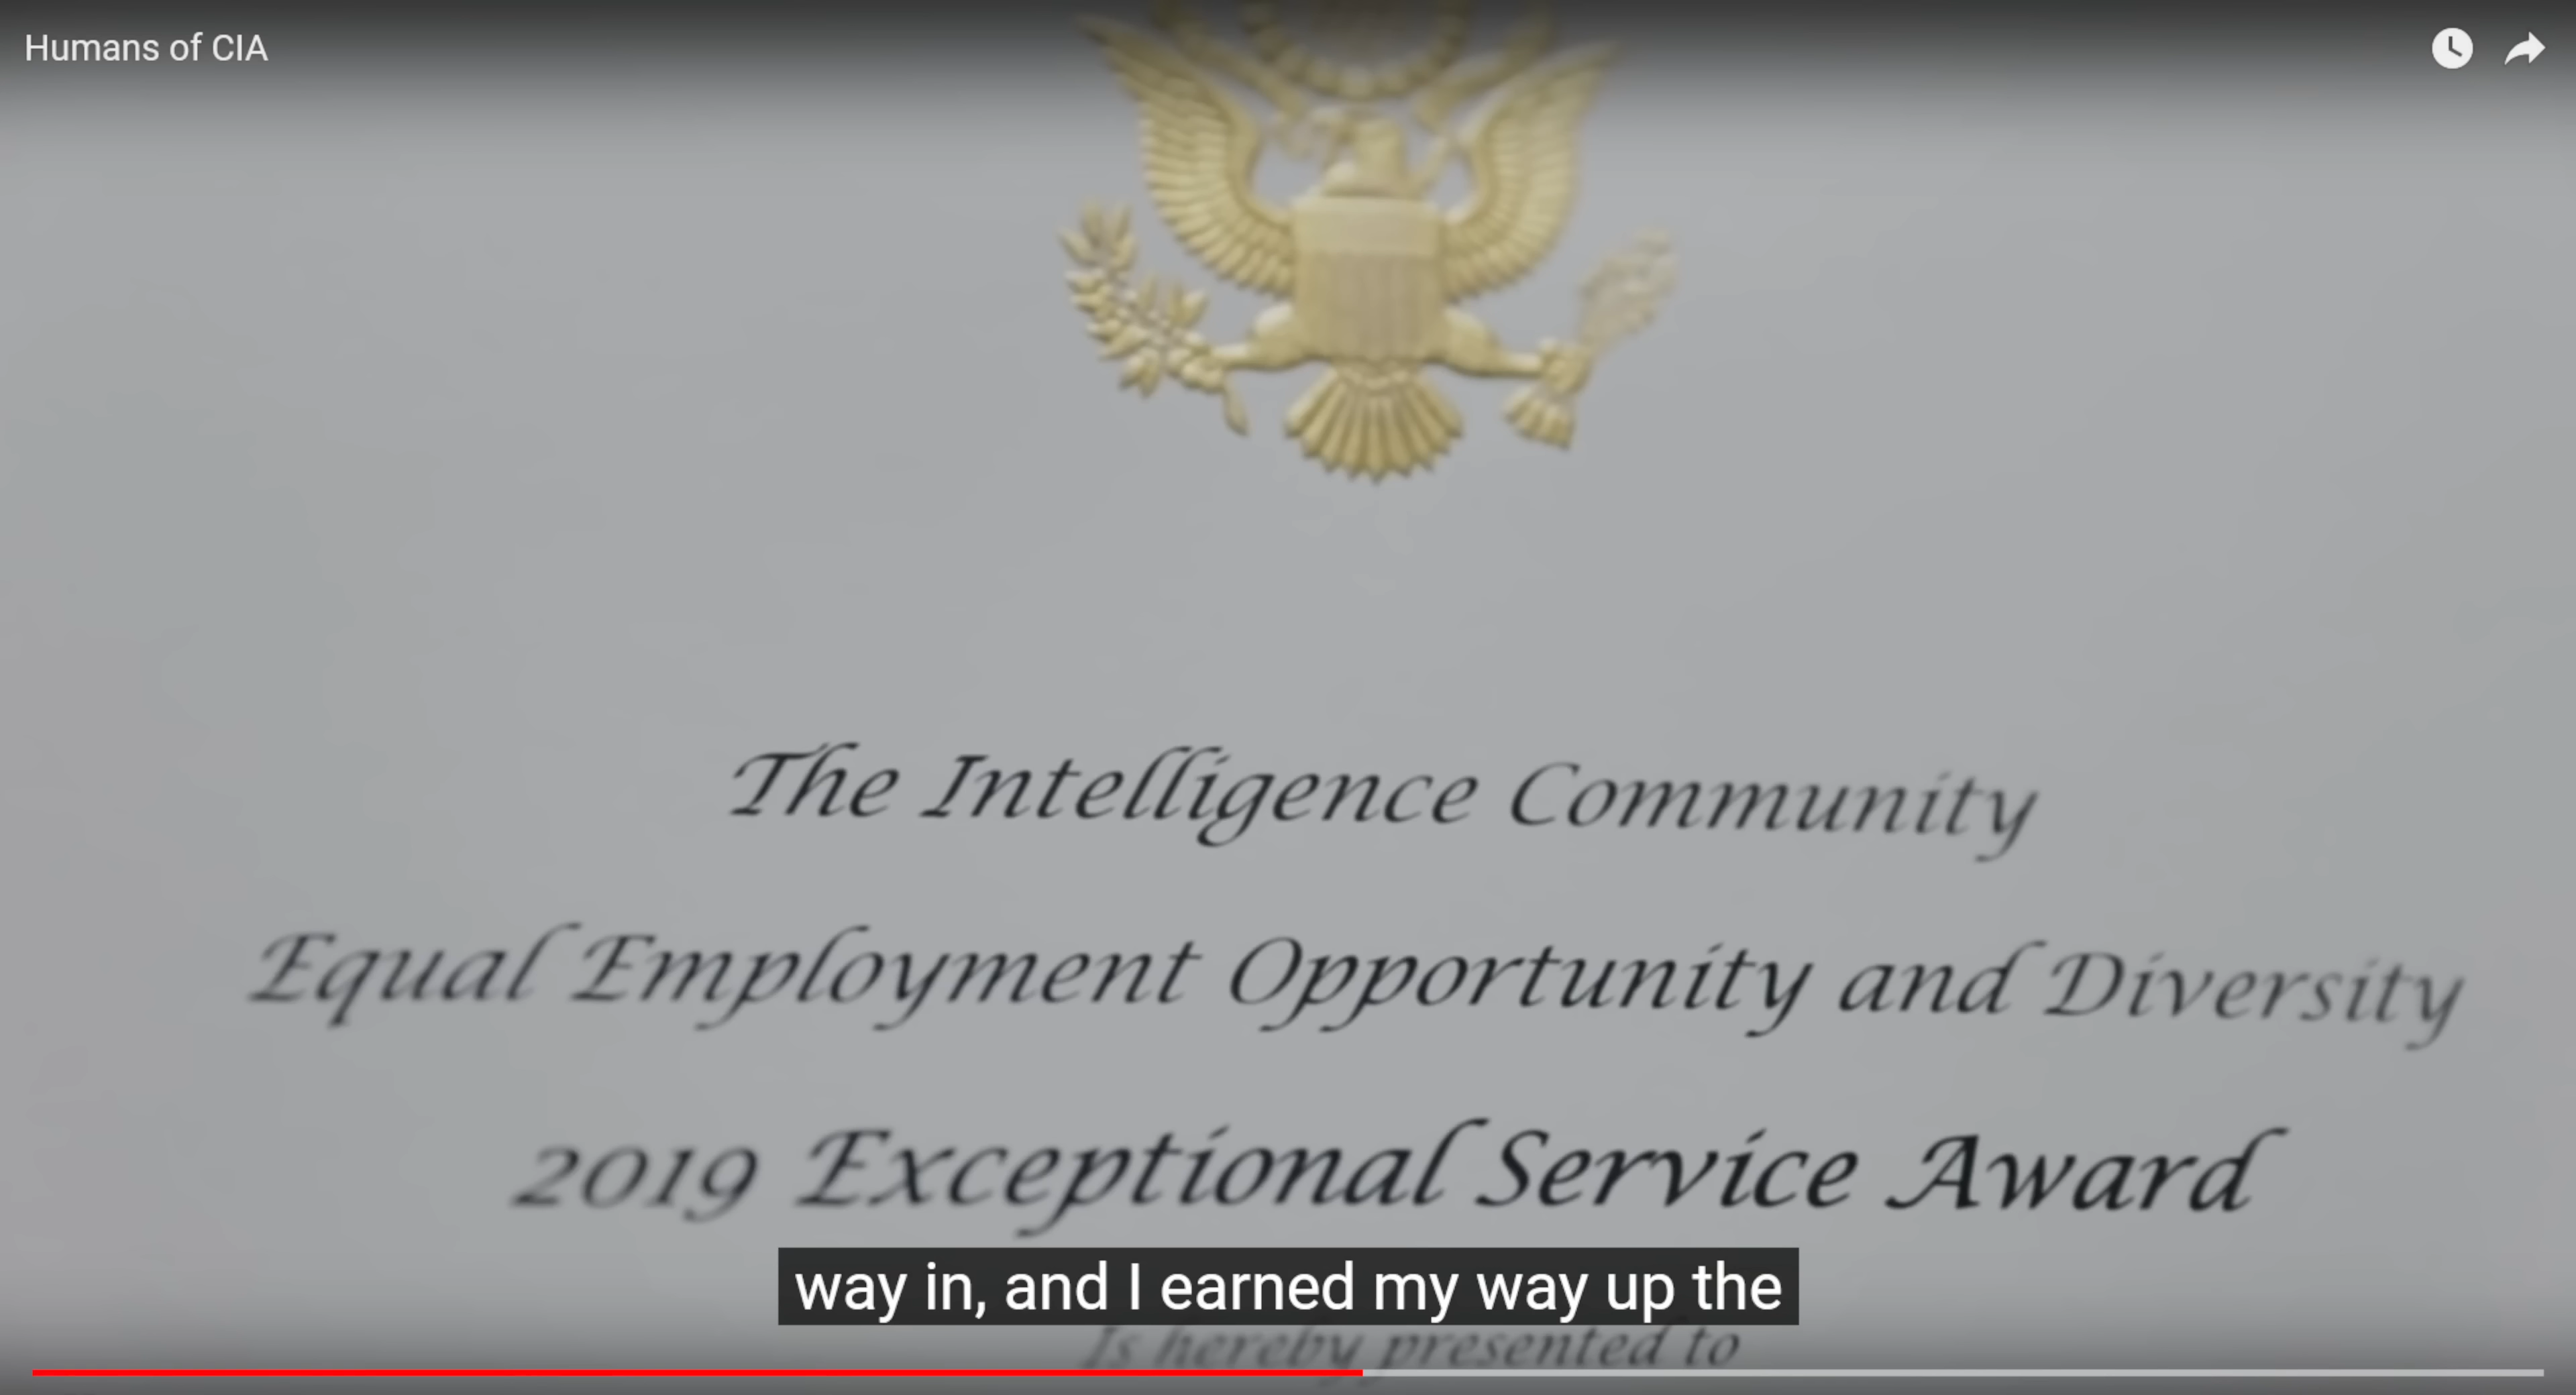 Humans of CIA
The Intelligence Community
Equal Employment Opportunity and Diversity
2019 Exceptional Service Award
way in, and I earned my way up the
Is hereby presented to